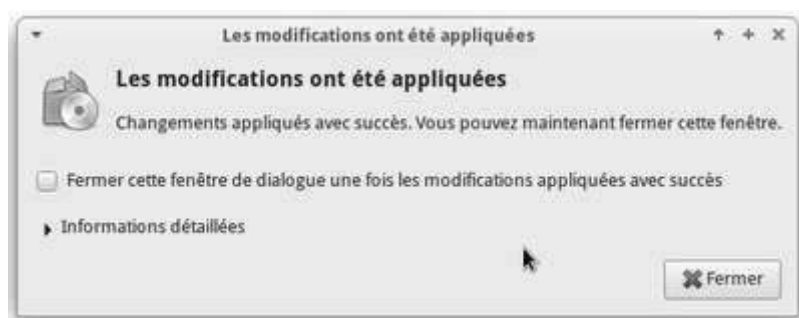 Les modifications ont été appliquées
Les modifications ont été appliquées
Changements appliqués avec succès. Vous pouvez maintenant fermer cette fenêtre.
Fermer cette fenêtre de dialogue une fois les modifications appliquées avec succès
Informations détaillées
Fermer